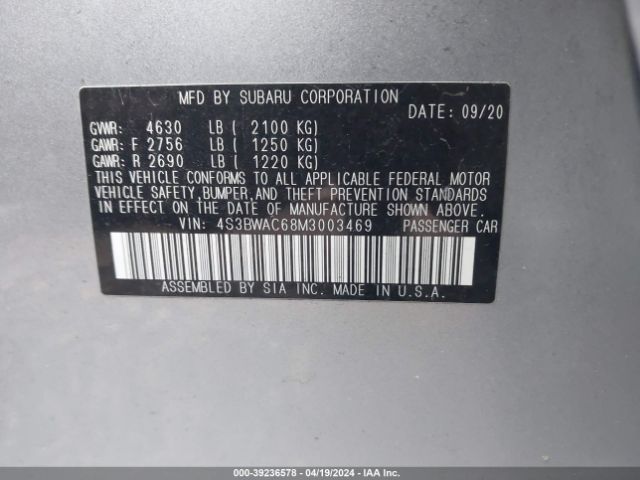 MFD BY SUBARU CORPORATION
DATE: 09/20
GVWR: 4630 LB ( 2100 KG)
GAWR: F 2756 LB ( 1250 KG)
GAWR: R 2690 LB ( 1220 KG)
THIS VEHICLE CONFORMS TO ALL APPLICABLE FEDERAL MOTOR
VEHICLE SAFETY,BUMPER,AND THEFT PREVENTION STANDARDS
IN EFFECT ON THE DATE OF MANUFACTURE SHOWN ABOVE.
VIN: 4S3BWAC68M3003469 PASSENGER CAR
ASSEMBLED BY SIA INC. MADE IN U.S.A.
000-39236578 - 04/19/2024 - IAA Inc.